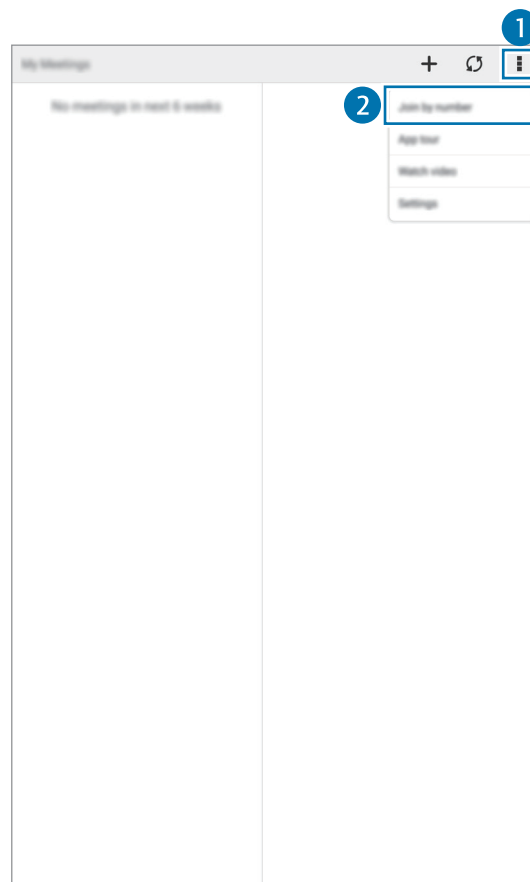 1
My Meetings
No meetings in next 6 weeks
2
Join by number
App tour
Watch video
Settings